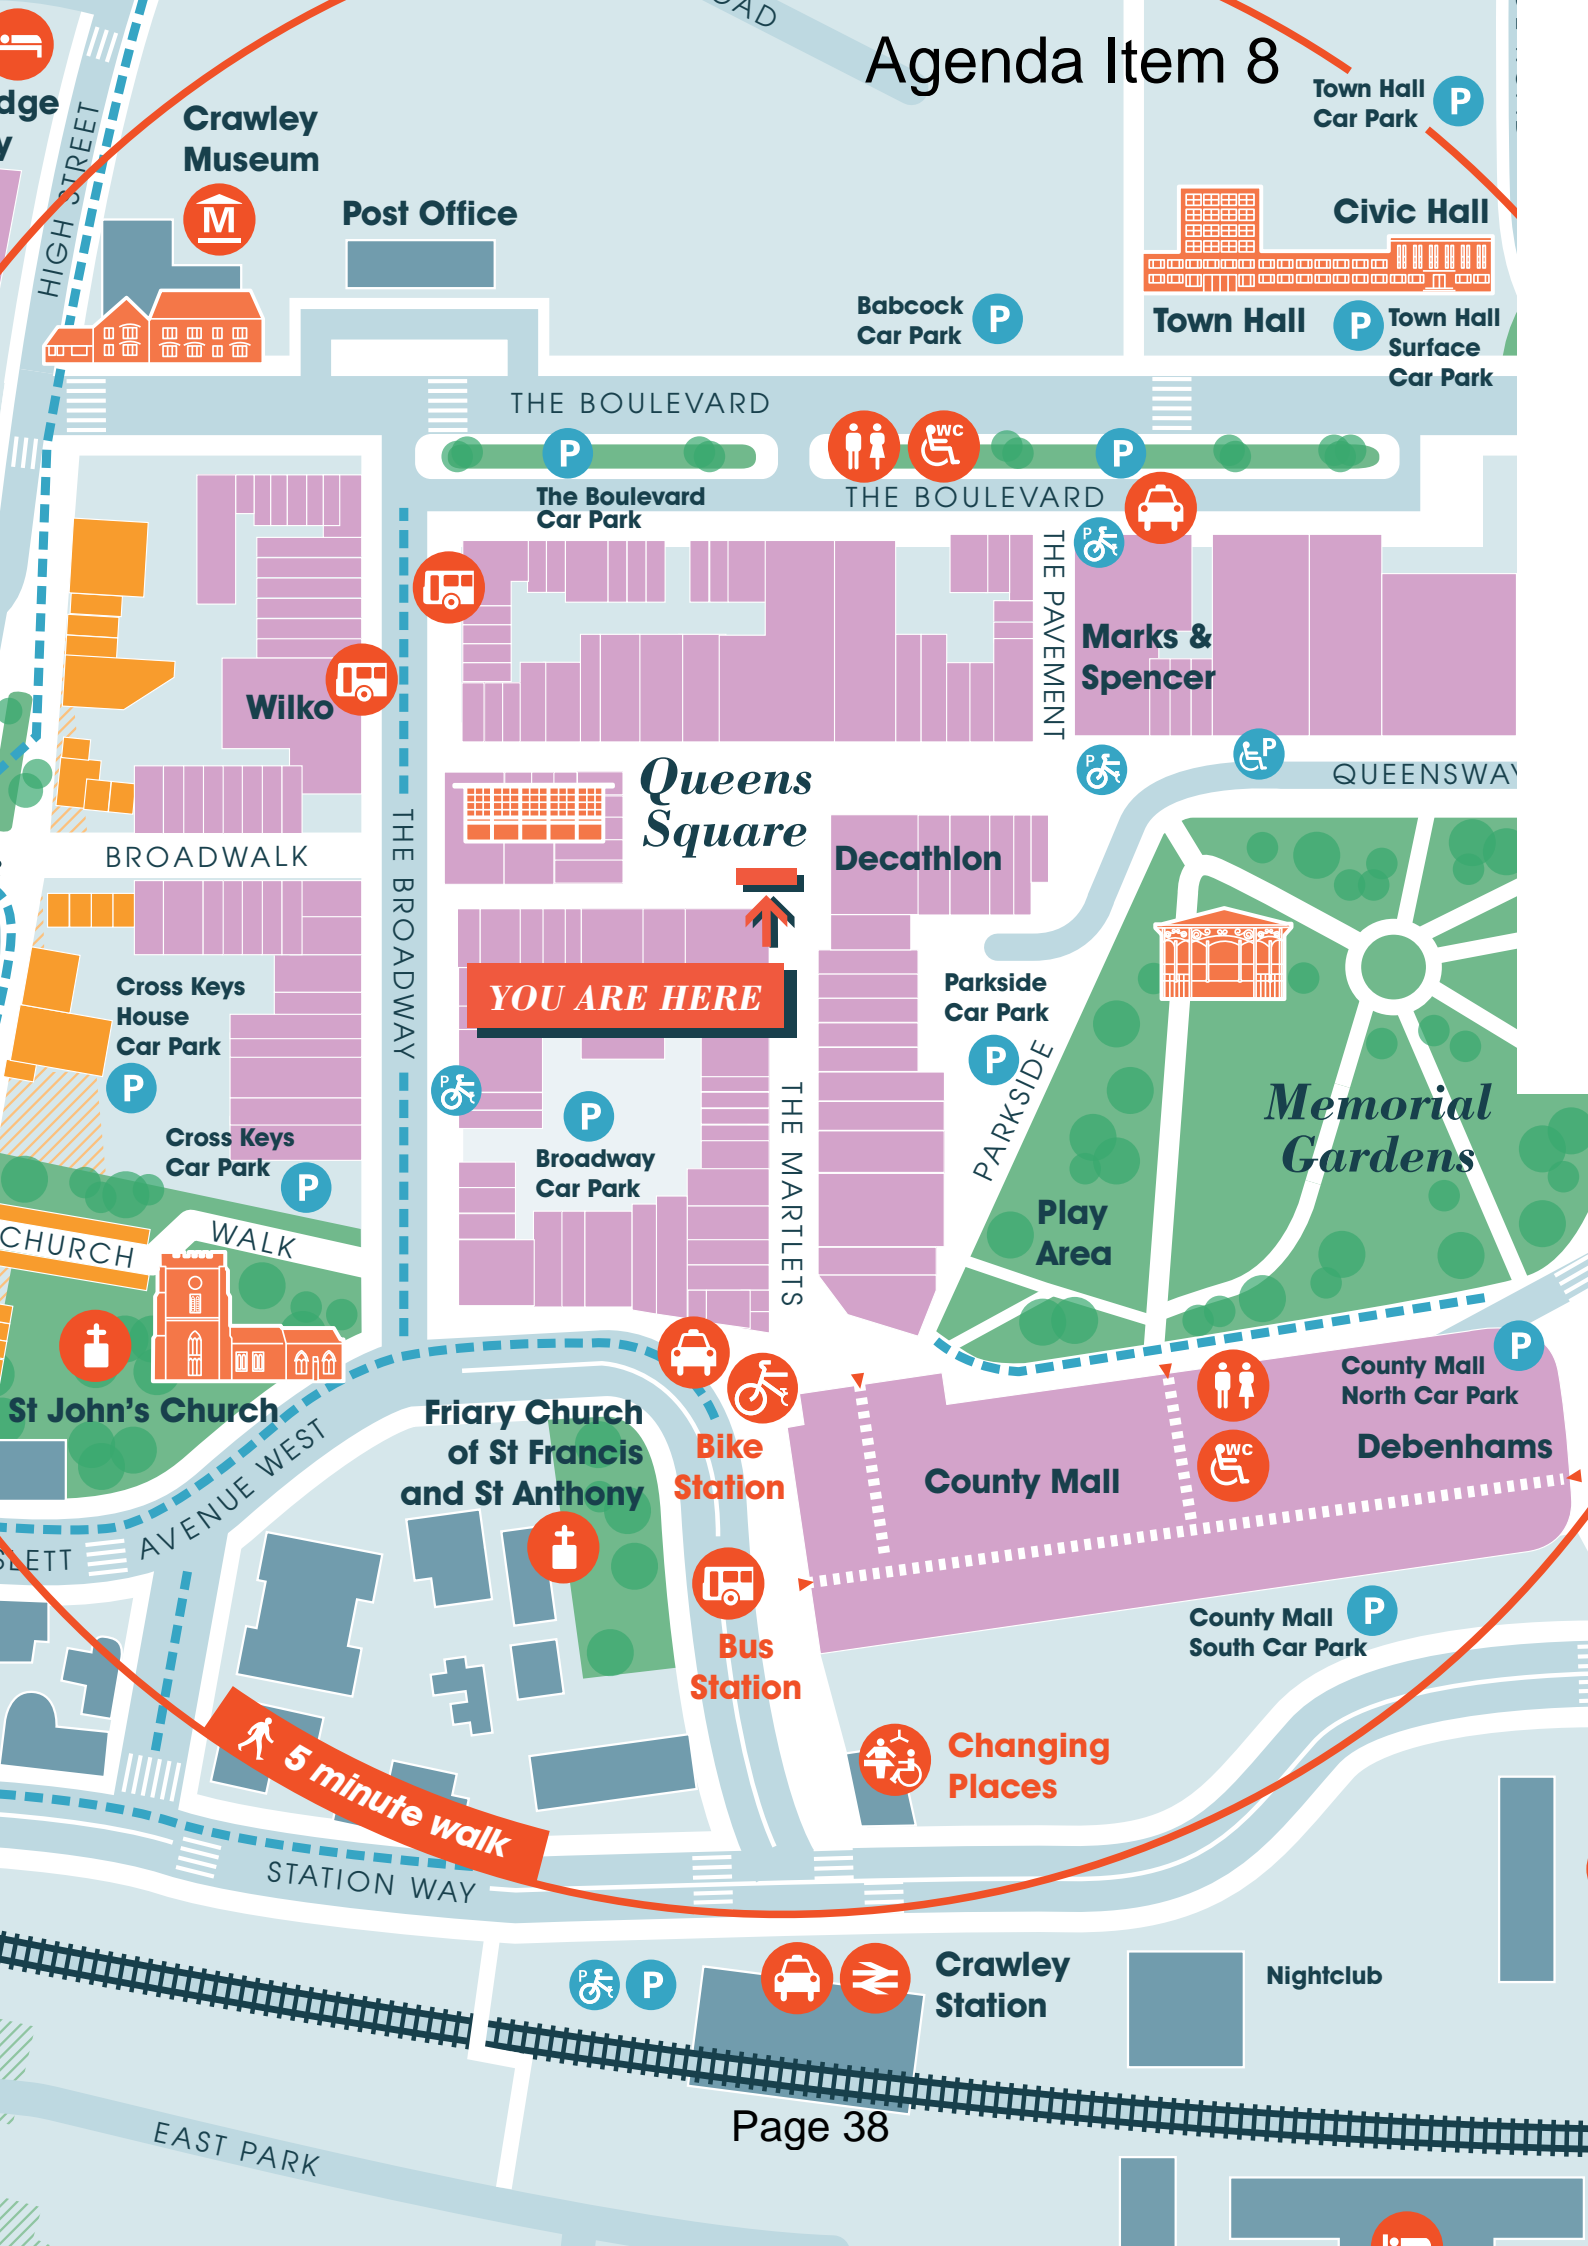 OAD
Agenda Item 8
Town Hall
Car Park
P
dge
y
HIGH STREET
Crawley
Museum
M
Post Office
Civic Hall
Babcock
Car Park
P
Town Hall
P
Town Hall
Surface
Car Park
THE BOULEVARD
P
WC
P
The Boulevard
Car Park
THE BOULEVARD
P
THE PAVEMENT
Marks &
Spencer
Wilko
P
P
QUEENSWAY
Queens
Square
BROADWALK
THE BROADWAY
Decathlon
Cross Keys
House
Car Park
P
YOU ARE HERE
Parkside
Car Park
P
PARKSIDE
Memorial
Gardens
P
P
Broadway
Car Park
THE MARTLETS
Cross Keys
Car Park
P
Play
Area
CHURCH WALK
St John's Church
Friary Church
of St Francis
and St Anthony
Bike
Station
County Mall
WC
County Mall
North Car Park
P
Debenhams
AVENUE WEST
SLETT
Bus
Station
County Mall
South Car Park
P
5 minute walk
Changing
Places
STATION WAY
P
P
Crawley
Station
Nightclub
Page 38
EAST PARK